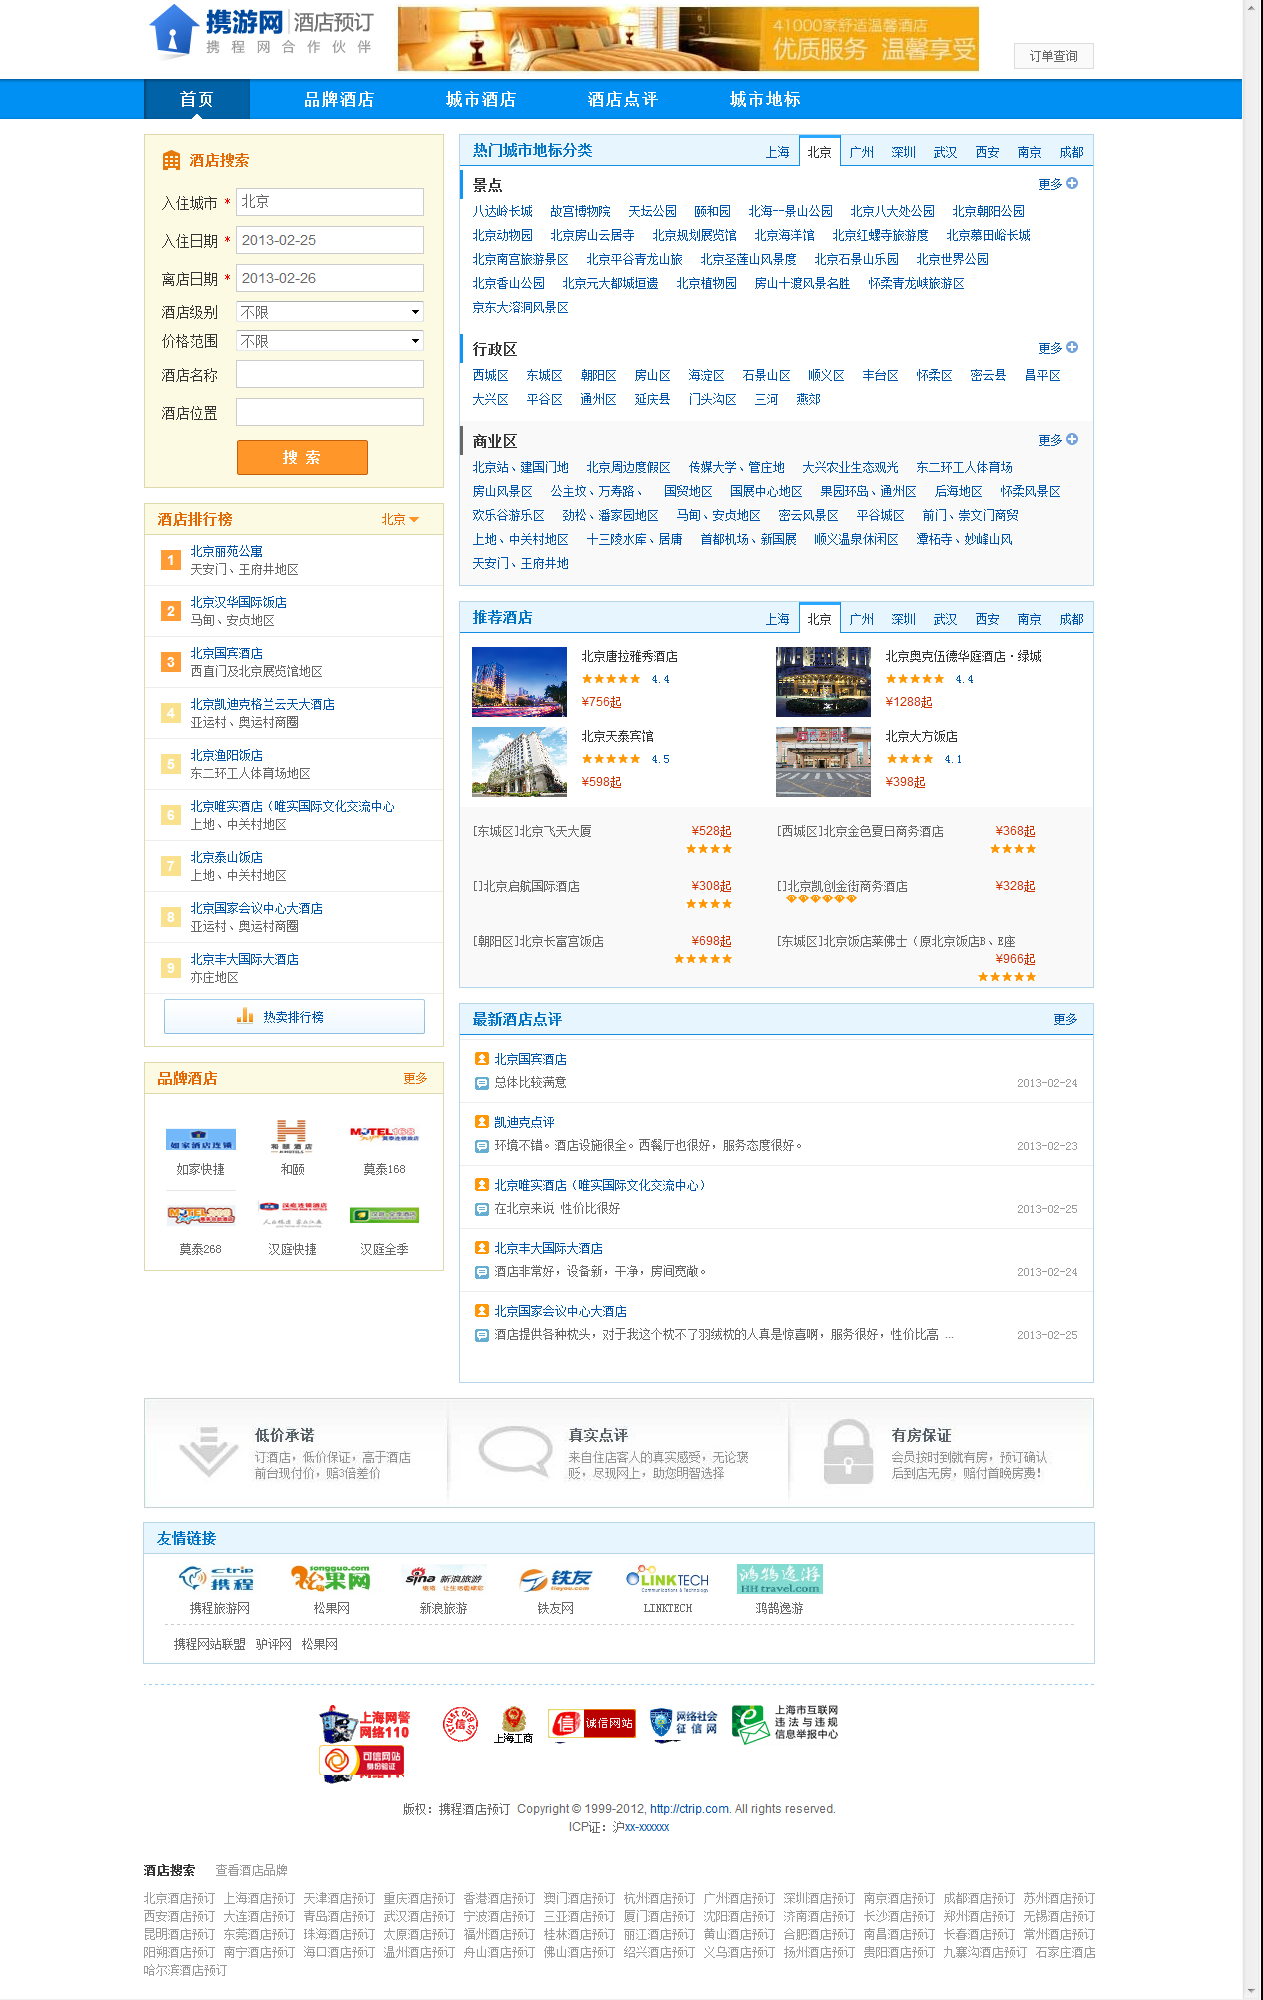 携游网 酒店预订
携程网合作伙伴
41000家舒适温馨酒店
优质服务 温馨享受
订单查询
首页 品牌酒店 城市酒店 酒店点评 城市地标
酒店搜索
入住城市 * 北京
入住日期 * 2013-02-25
离店日期 * 2013-02-26
酒店级别 不限
价格范围 不限
酒店名称
酒店位置
搜 索
酒店排行榜 北京
1 北京丽苑公寓
天安门、王府井地区
2 北京汉华国际饭店
马甸、安贞地区
3 北京国宾酒店
西直门及北京展览馆地区
4 北京凯迪克格兰云天大酒店
亚运村、奥运村商圈
5 北京渔阳饭店
东二环工人体育场地区
6 北京唯实酒店（唯实国际文化交流中心
上地、中关村地区
7 北京泰山饭店
上地、中关村地区
8 北京国家会议中心大酒店
亚运村、奥运村商圈
9 北京丰大国际大酒店
亦庄地区
热卖排行榜
品牌酒店 更多
如家酒店连锁 和颐酒店 MOTEL168
如家快捷 和颐 莫泰168
MOTEL268 汉庭连锁酒店
莫泰268 汉庭快捷 汉庭全季
热门城市地标分类 上海 北京 广州 深圳 武汉 西安 南京 成都
景点 更多
八达岭长城 故宫博物院 天坛公园 颐和园 北海--景山公园 北京八大处公园 北京朝阳公园
北京动物园 北京房山云居寺 北京规划展览馆 北京海洋馆 北京红螺寺旅游度 北京慕田峪长城
北京南宫旅游景区 北京平谷青龙山旅 北京圣莲山风景度 北京石景山乐园 北京世界公园
北京香山公园 北京元大都城垣遗 北京植物园 房山十渡风景名胜 怀柔青龙峡旅游区
京东大溶洞风景区
行政区 更多
西城区 东城区 朝阳区 房山区 海淀区 石景山区 顺义区 丰台区 怀柔区 密云县 昌平区
大兴区 平谷区 通州区 延庆县 门头沟区 三河 燕郊
商业区 更多
北京站、建国门地 北京周边度假区 传媒大学、管庄地 大兴农业生态观光 东二环工人体育场
房山风景区 公主坟、万寿路、 国贸地区 国展中心地区 果园环岛、通州区 后海地区 怀柔风景区
欢乐谷游乐区 劲松、潘家园地区 马甸、安贞地区 密云风景区 平谷城区 前门、崇文门商贸
上地、中关村地区 十三陵水库、居庸 首都机场、新国展 顺义温泉休闲区 潭柘寺、妙峰山风
天安门、王府井地
推荐酒店 上海 北京 广州 深圳 武汉 西安 南京 成都
北京唐拉雅秀酒店
4.4
¥756起
北京奥克伍德华庭酒店·绿城
4.4
¥1288起
北京天泰宾馆
4.5
¥598起
北京大方饭店
4.1
¥398起
[东城区]北京飞天大厦 ¥528起
[西城区]北京金色夏日商务酒店 ¥368起
[]北京启航国际酒店 ¥308起
[]北京凯创金街商务酒店 ¥328起
[朝阳区]北京长富宫饭店 ¥698起
[东城区]北京饭店莱佛士（原北京饭店B、E座
¥966起
最新酒店点评 更多
北京国宾酒店
总体比较满意 2013-02-24
凯迪克点评
环境不错。酒店设施很全。西餐厅也很好，服务态度很好。 2013-02-23
北京唯实酒店（唯实国际文化交流中心）
在北京来说 性价比很好 2013-02-25
北京丰大国际大酒店
酒店非常好，设备新，干净，房间宽敞。 2013-02-24
北京国家会议中心大酒店
酒店提供各种枕头，对于我这个枕不了羽绒枕的人真是惊喜啊，服务很好，性价比高 ... 2013-02-25
低价承诺
订酒店，低价保证，高于酒店
前台现付价，赔3倍差价
真实点评
来自住店客人的真实感受，无论褒
贬，尽现网上，助您明智选择
有房保证
会员按时到就有房，预订确认
后到店无房，赔付首晚房费！
友情链接
ctrip 携程 songguo.com 松果网 sina 新浪旅游 铁友 tieyou.com LINKTECH 鸿鹄逸游 HHtravel.com
携程旅游网 松果网 新浪旅游 铁友网 LINKTECH 鸿鹄逸游
携程网站联盟 驴评网 松果网
上海网警 网络110 上海工商 诚信网站 网络社会 征信网 上海市互联网 违法与违规 信息举报中心
可信网站 身份验证
版权：携程酒店预订 Copyright © 1999-2012, http://ctrip.com. All rights reserved.
ICP证：沪xx-xxxxxx
酒店搜索 查看酒店品牌
北京酒店预订 上海酒店预订 天津酒店预订 重庆酒店预订 香港酒店预订 澳门酒店预订 杭州酒店预订 广州酒店预订 深圳酒店预订 南京酒店预订 成都酒店预订 苏州酒店预订
西安酒店预订 大连酒店预订 青岛酒店预订 武汉酒店预订 宁波酒店预订 三亚酒店预订 厦门酒店预订 沈阳酒店预订 济南酒店预订 长沙酒店预订 郑州酒店预订 无锡酒店预订
昆明酒店预订 东莞酒店预订 珠海酒店预订 太原酒店预订 福州酒店预订 桂林酒店预订 丽江酒店预订 黄山酒店预订 合肥酒店预订 南昌酒店预订 长春酒店预订 常州酒店预订
阳朔酒店预订 南宁酒店预订 海口酒店预订 温州酒店预订 舟山酒店预订 佛山酒店预订 绍兴酒店预订 义乌酒店预订 扬州酒店预订 贵阳酒店预订 九寨沟酒店预订 石家庄酒店
哈尔滨酒店预订